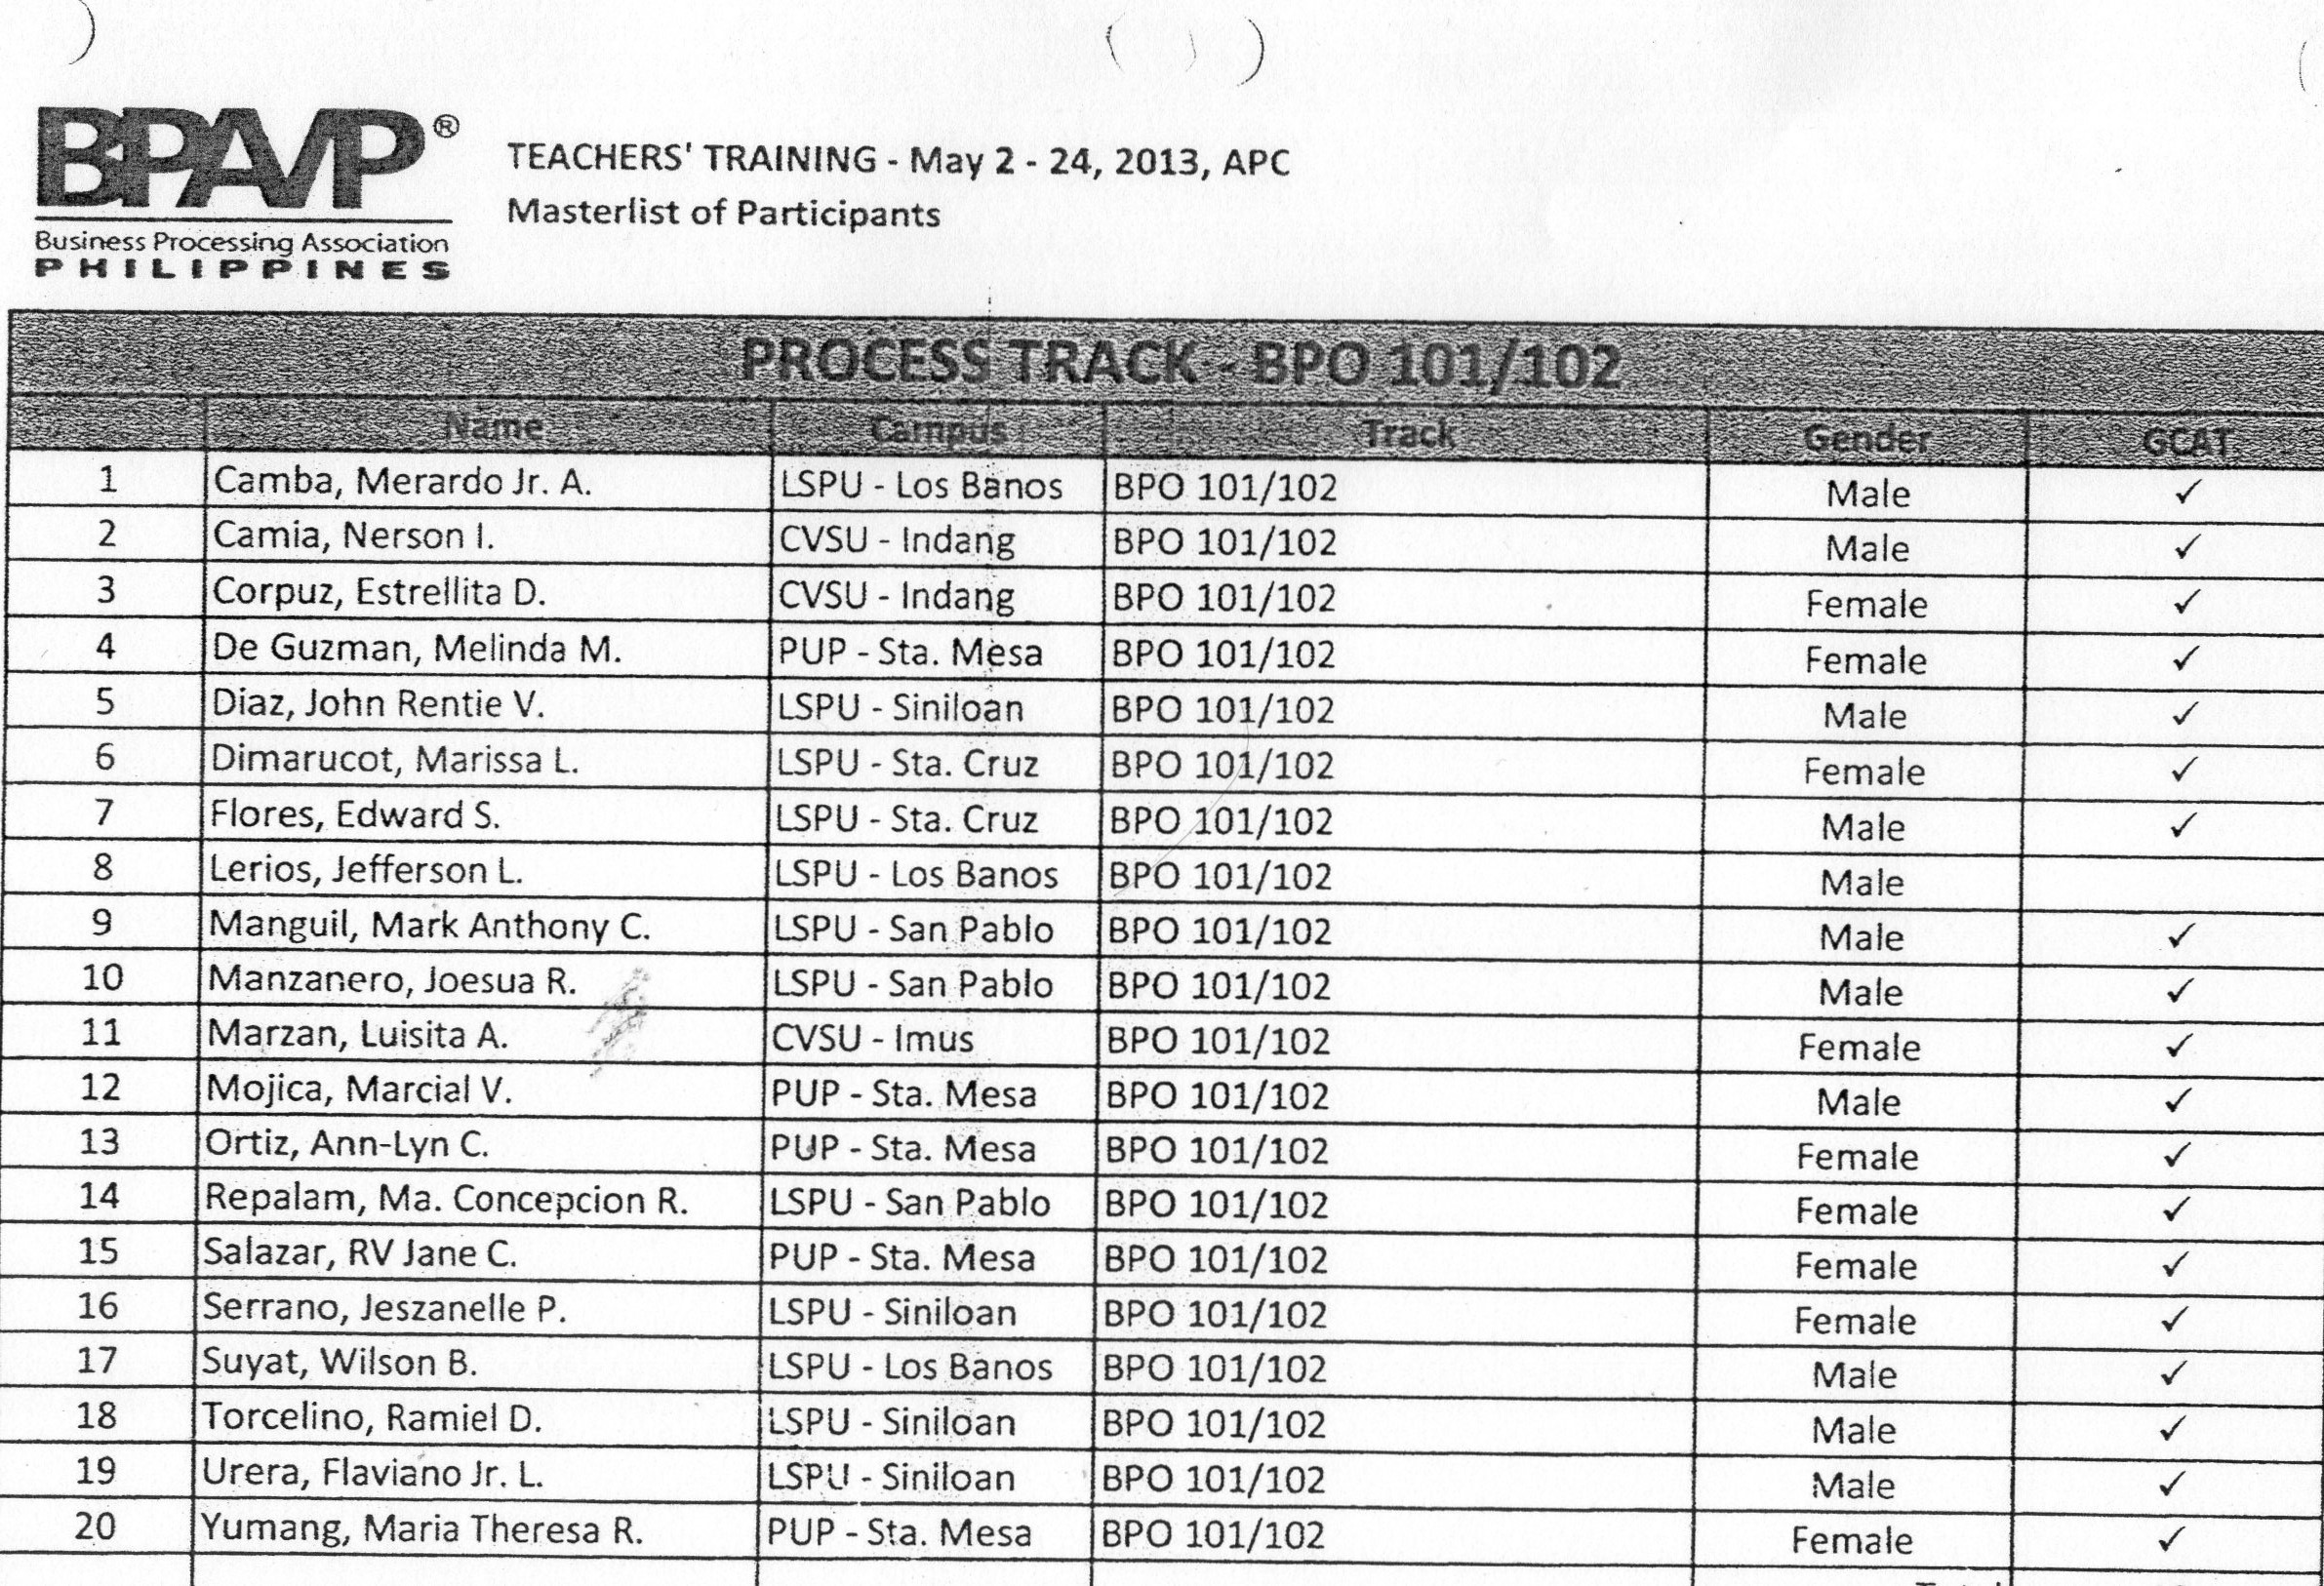 BPA/P®
Business Processing Association
PHILIPPINES
TEACHERS' TRAINING - May 2 - 24, 2013, APC
Masterlist of Participants
PROCESS TRACK - BPO 101/102
Name Campus Track Gender GCAT
1 Camba, Merardo Jr. A. LSPU - Los Banos BPO 101/102 Male ✓
2 Camia, Nerson I. CVSU - Indang BPO 101/102 Male ✓
3 Corpuz, Estrellita D. CVSU - Indang BPO 101/102 Female ✓
4 De Guzman, Melinda M. PUP - Sta. Mesa BPO 101/102 Female ✓
5 Diaz, John Rentie V. LSPU - Siniloan BPO 101/102 Male ✓
6 Dimarucot, Marissa L. LSPU - Sta. Cruz BPO 101/102 Female ✓
7 Flores, Edward S. LSPU - Sta. Cruz BPO 101/102 Male ✓
8 Lerios, Jefferson L. LSPU - Los Banos BPO 101/102 Male
9 Manguil, Mark Anthony C. LSPU - San Pablo BPO 101/102 Male ✓
10 Manzanero, Joesua R. LSPU - San Pablo BPO 101/102 Male ✓
11 Marzan, Luisita A. CVSU - Imus BPO 101/102 Female ✓
12 Mojica, Marcial V. PUP - Sta. Mesa BPO 101/102 Male ✓
13 Ortiz, Ann-Lyn C. PUP - Sta. Mesa BPO 101/102 Female ✓
14 Repalam, Ma. Concepcion R. LSPU - San Pablo BPO 101/102 Female ✓
15 Salazar, RV Jane C. PUP - Sta. Mesa BPO 101/102 Female ✓
16 Serrano, Jeszanelle P. LSPU - Siniloan BPO 101/102 Female ✓
17 Suyat, Wilson B. LSPU - Los Banos BPO 101/102 Male ✓
18 Torcelino, Ramiel D. LSPU - Siniloan BPO 101/102 Male ✓
19 Urera, Flaviano Jr. L. LSPU - Siniloan BPO 101/102 Male ✓
20 Yumang, Maria Theresa R. PUP - Sta. Mesa BPO 101/102 Female ✓